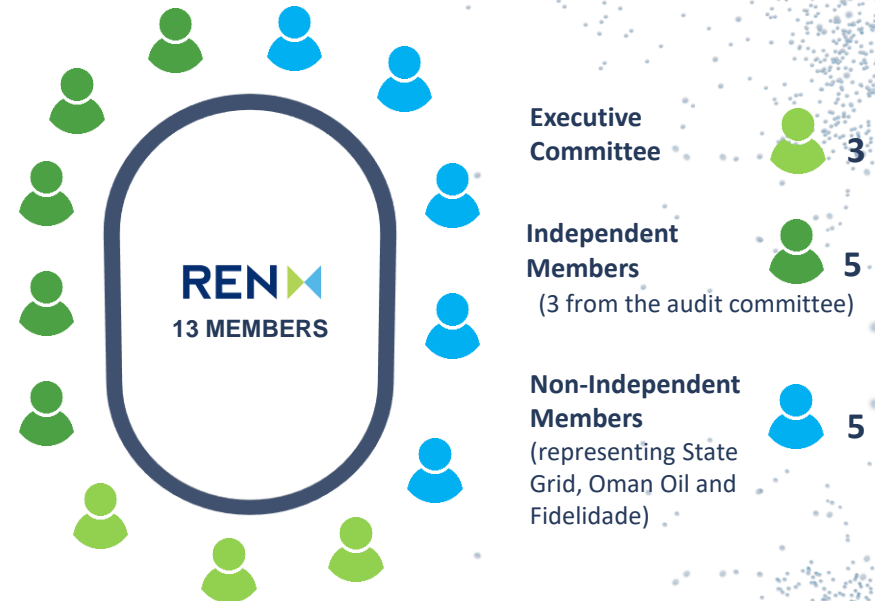 REN
13 MEMBERS
Executive
Committee
3
Independent
Members
5
(3 from the audit committee)
Non-Independent
Members
5
(representing State
Grid, Oman Oil and
Fidelidade)